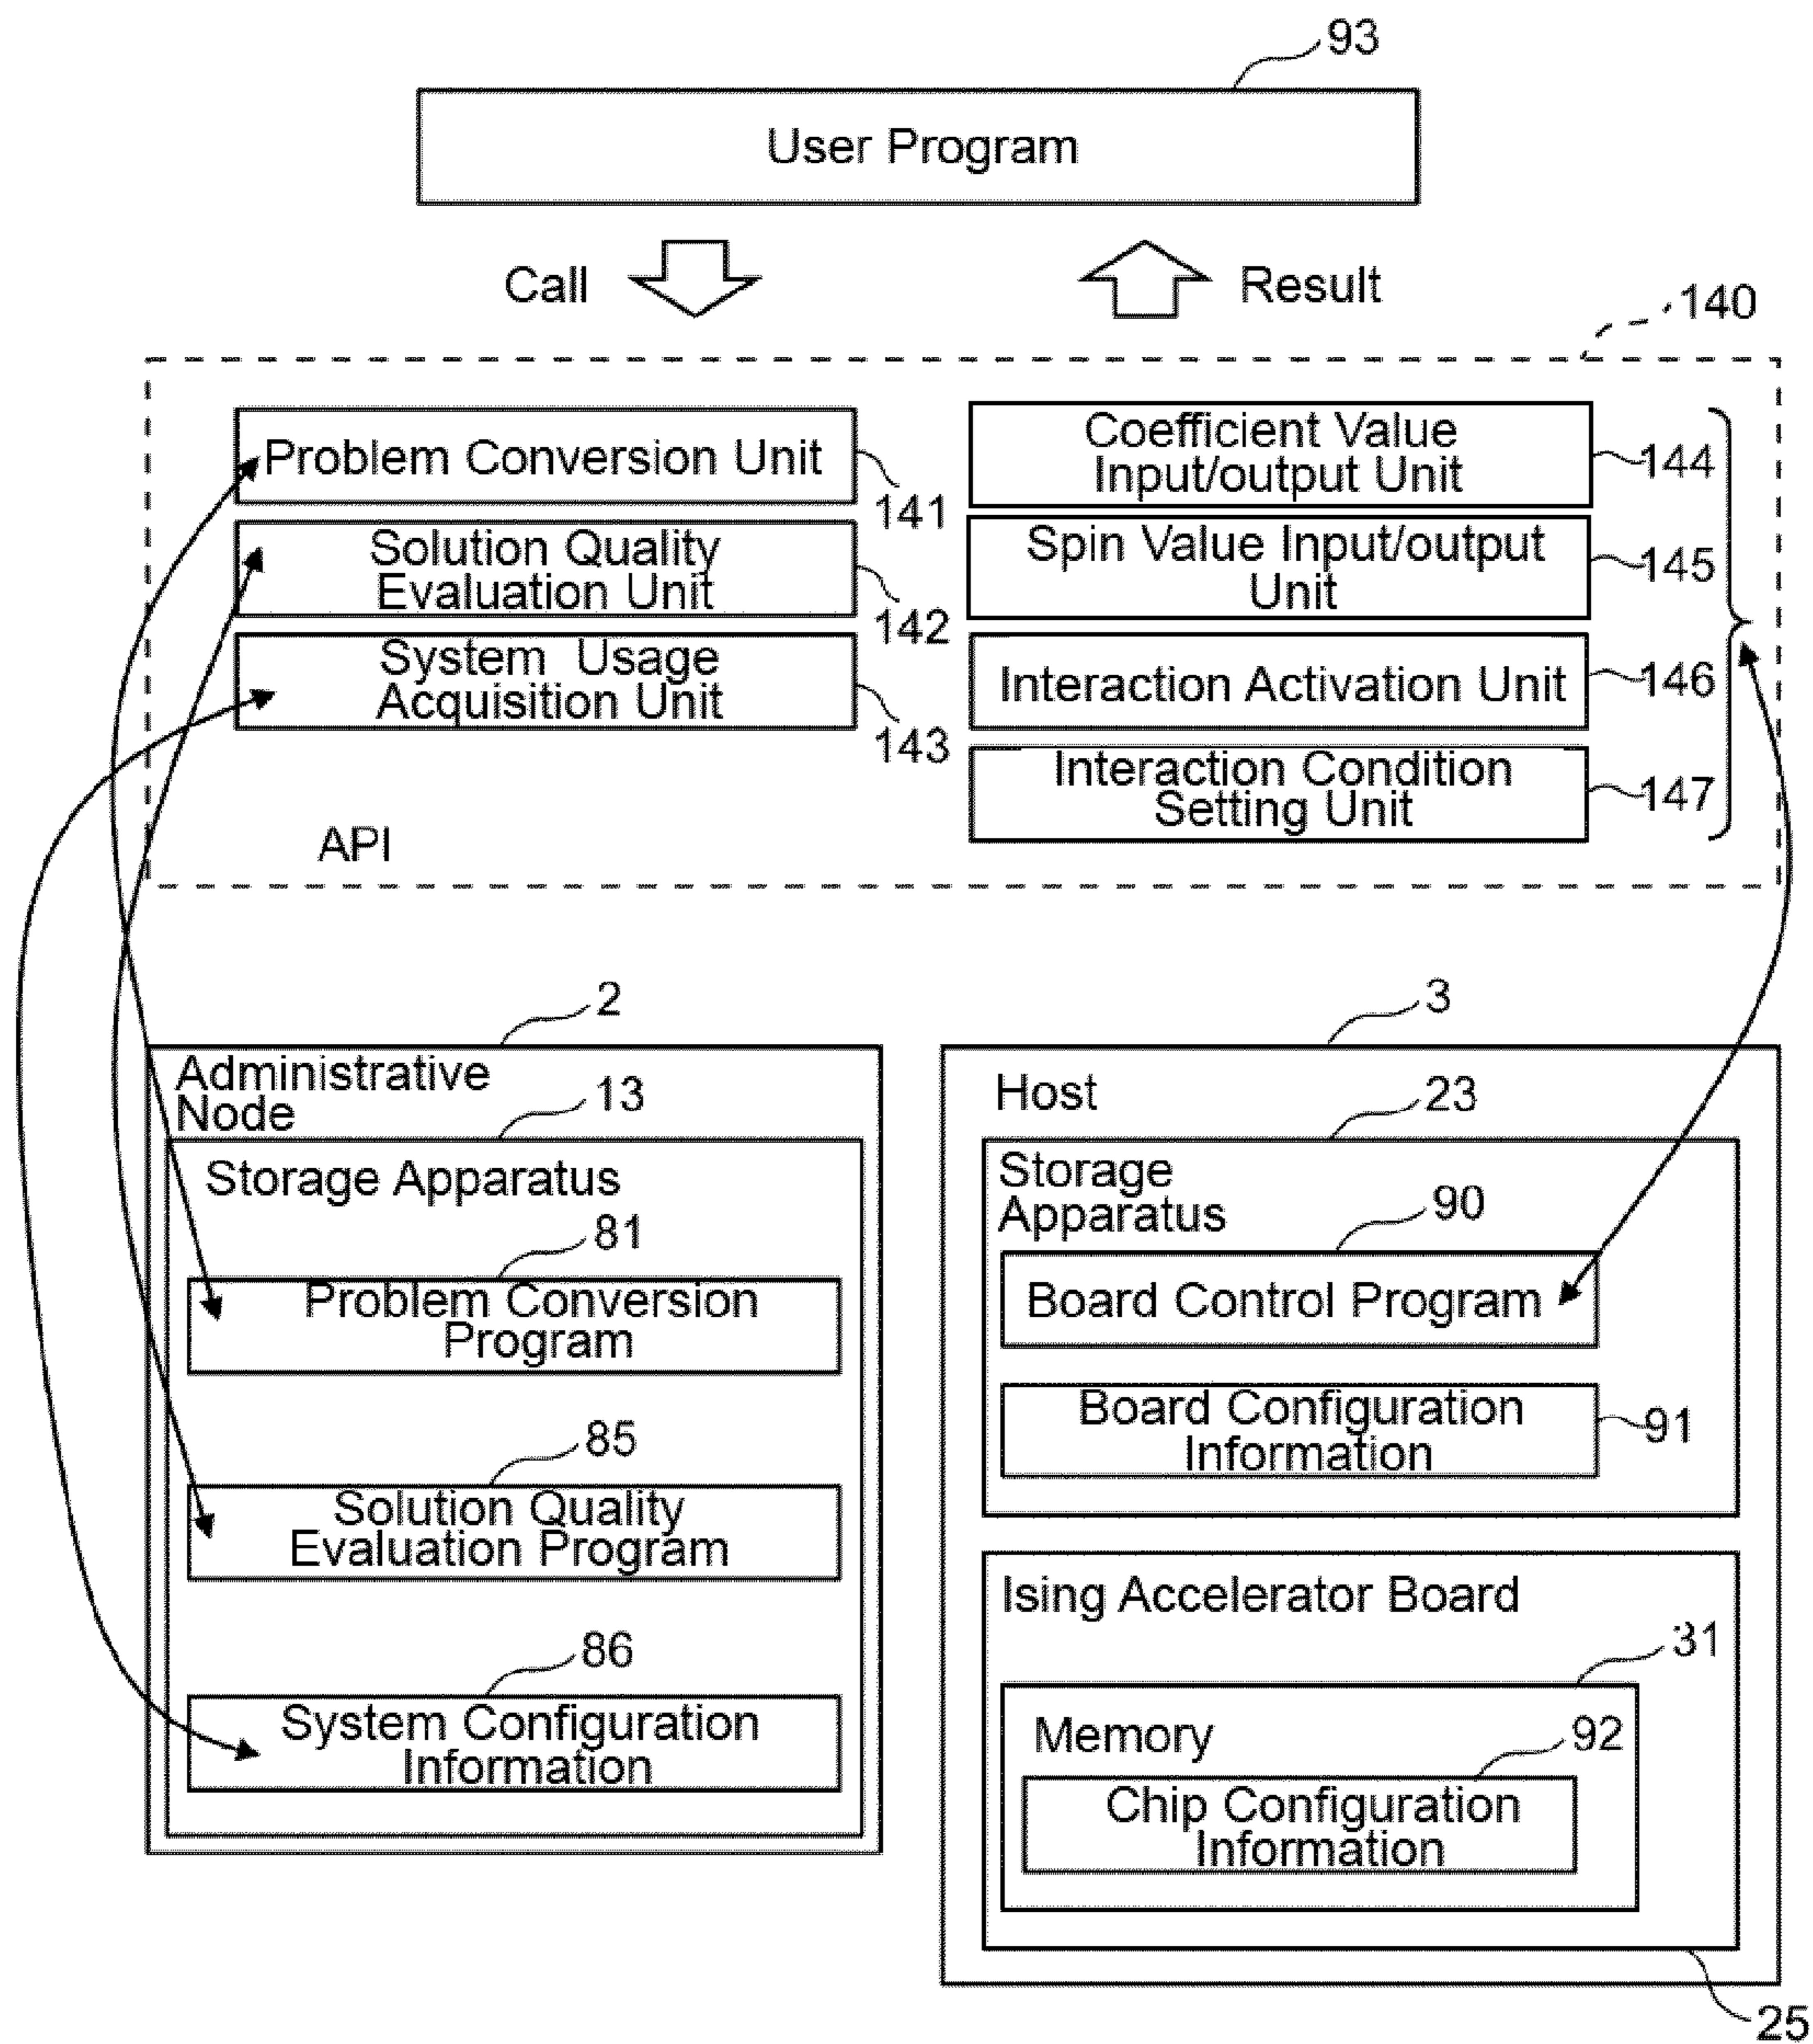 93
User Program
Call
Result
140
Problem Conversion Unit
141
Solution Quality
Evaluation Unit
142
System Usage
Acquisition Unit
143
API
Coefficient Value
Input/output Unit
144
Spin Value Input/output
Unit
145
Interaction Activation Unit
146
Interaction Condition
Setting Unit
147
2
Administrative
Node
13
Storage Apparatus
81
Problem Conversion
Program
85
Solution Quality
Evaluation Program
86
System Configuration
Information
3
Host
23
Storage
Apparatus
90
Board Control Program
Board Configuration
Information
91
Ising Accelerator Board
31
Memory
92
Chip Configuration
Information
25